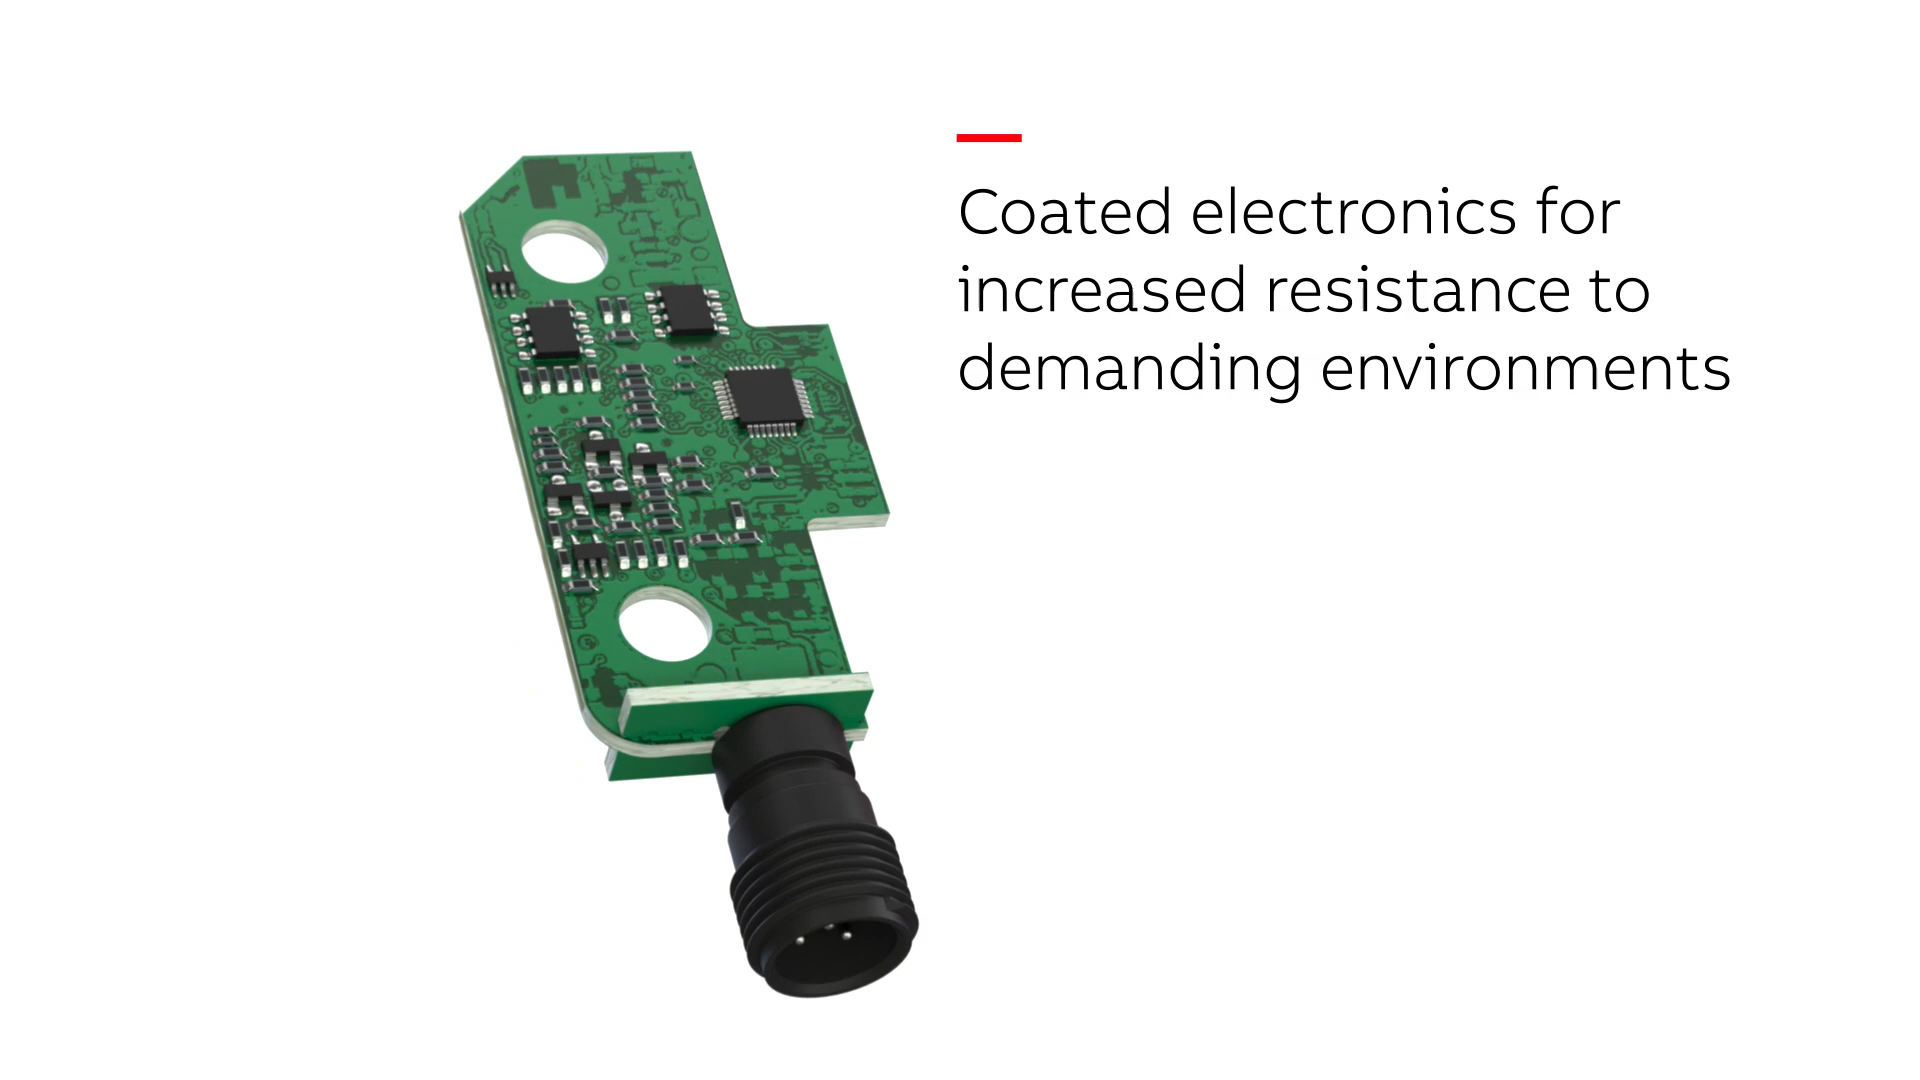 Coated electronics for
increased resistance to
demanding environments